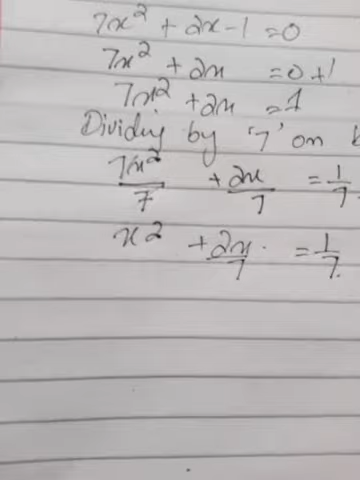 7x² + 2x - 1 = 0
7x² + 2x = 0 + 1
7x² + 2x = 1
Dividing by '7' on
7x²/7 + 2x/7 = 1/7
x² + 2x/7 = 1/7